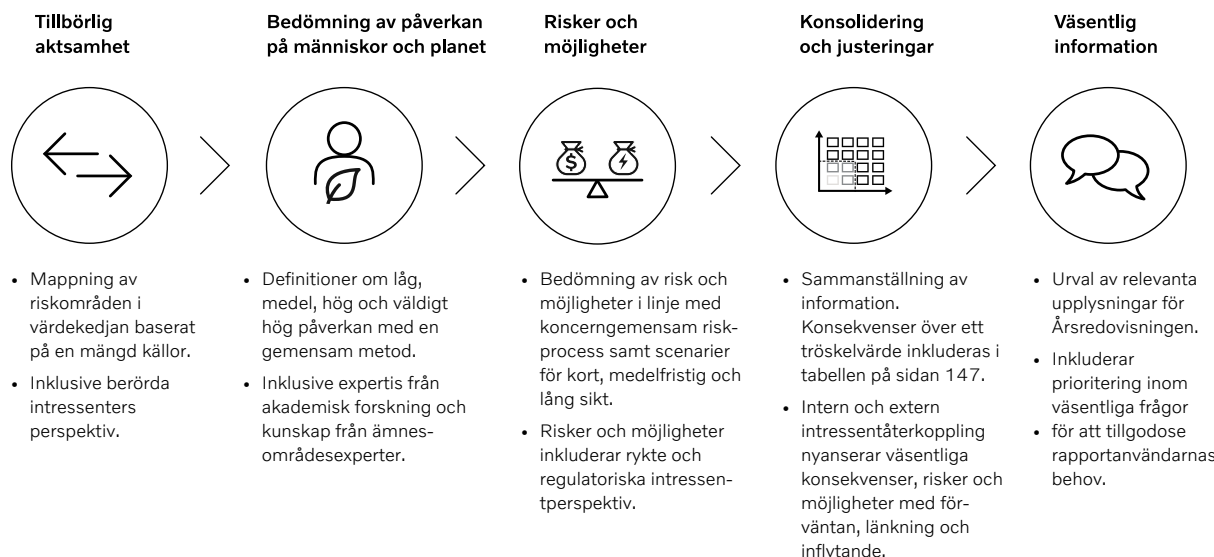 Tillbörlig
aktsamhet
Bedömning av påverkan
på människor och planet
Risker och
möjligheter
Konsolidering
och justeringar
Väsentlig
information
$
• Mappning av
riskområden i
värdekedjan baserat
på en mängd källor.
• Inklusive berörda
intressenters
perspektiv.
• Definitioner om låg,
medel, hög och väldigt
hög påverkan med en
gemensam metod.
• Inklusive expertis från
akademisk forskning och
kunskap från ämnes-
områdesexperter.
• Bedömning av risk och
möjligheter i linje med
koncerngemensam risk-
process samt scenarier
för kort, medelfristig och
lång sikt.
• Risker och möjligheter
inkluderar rykte och
regulatoriska intressent-
perspektiv.
• Sammanställning av
information.
Konsekvenser över ett
tröskelvärde inkluderas i
tabellen på sidan 147.
• Intern och extern
intressentåterkoppling
nyanserar väsentliga
konsekvenser, risker och
möjligheter med för-
väntan, länkning och
inflytande.
• Urval av relevanta
upplysningar för
Årsredovisningen.
• Inkluderar
prioritering inom
väsentliga frågor
• för att tillgodose
rapportanvändarnas
behov.